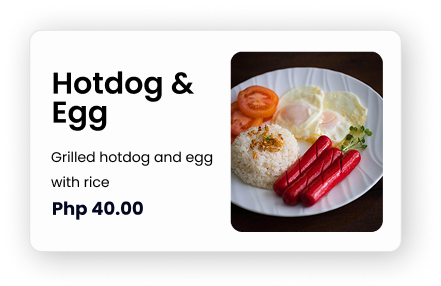 Hotdog &
Egg
Grilled hotdog and egg
with rice
Php 40.00